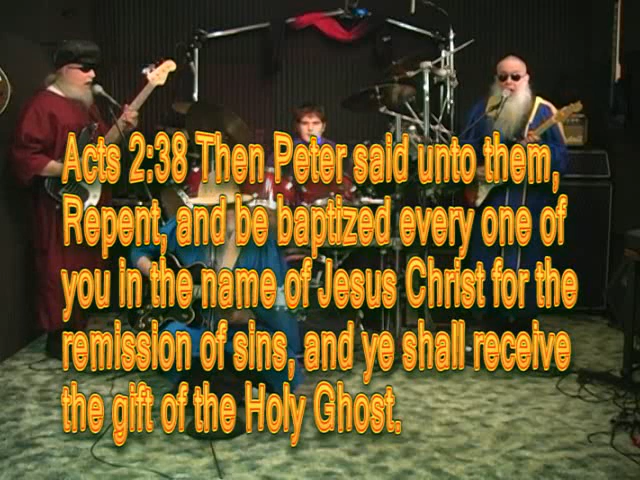 Acts 2:38 Then Peter said unto them,
Repent, and be baptized every one of
you in the name of Jesus Christ for the
remission of sins, and ye shall receive
the gift of the Holy Ghost.